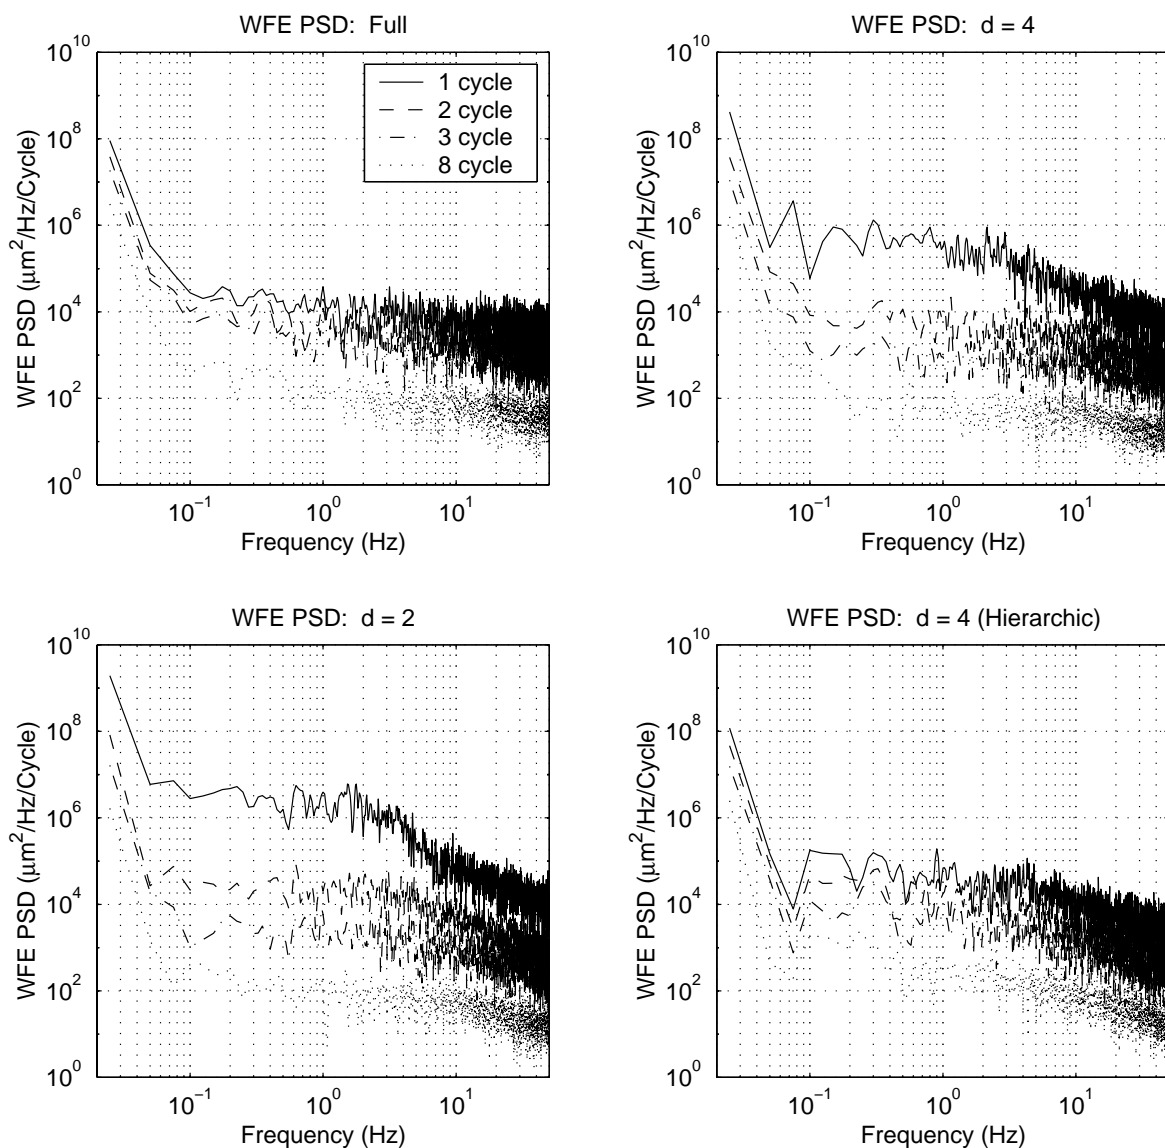 WFE PSD:  Full
10^10
10^8
10^6
10^4
10^2
10^0
WFE PSD (μm^2/Hz/Cycle)
1 cycle
2 cycle
3 cycle
8 cycle
10^−1
10^0
10^1
Frequency (Hz)
WFE PSD:  d = 4
10^10
10^8
10^6
10^4
10^2
10^0
WFE PSD (μm^2/Hz/Cycle)
10^−1
10^0
10^1
Frequency (Hz)
WFE PSD:  d = 2
10^10
10^8
10^6
10^4
10^2
10^0
WFE PSD (μm^2/Hz/Cycle)
10^−1
10^0
10^1
Frequency (Hz)
WFE PSD:  d = 4 (Hierarchic)
10^10
10^8
10^6
10^4
10^2
10^0
WFE PSD (μm^2/Hz/Cycle)
10^−1
10^0
10^1
Frequency (Hz)